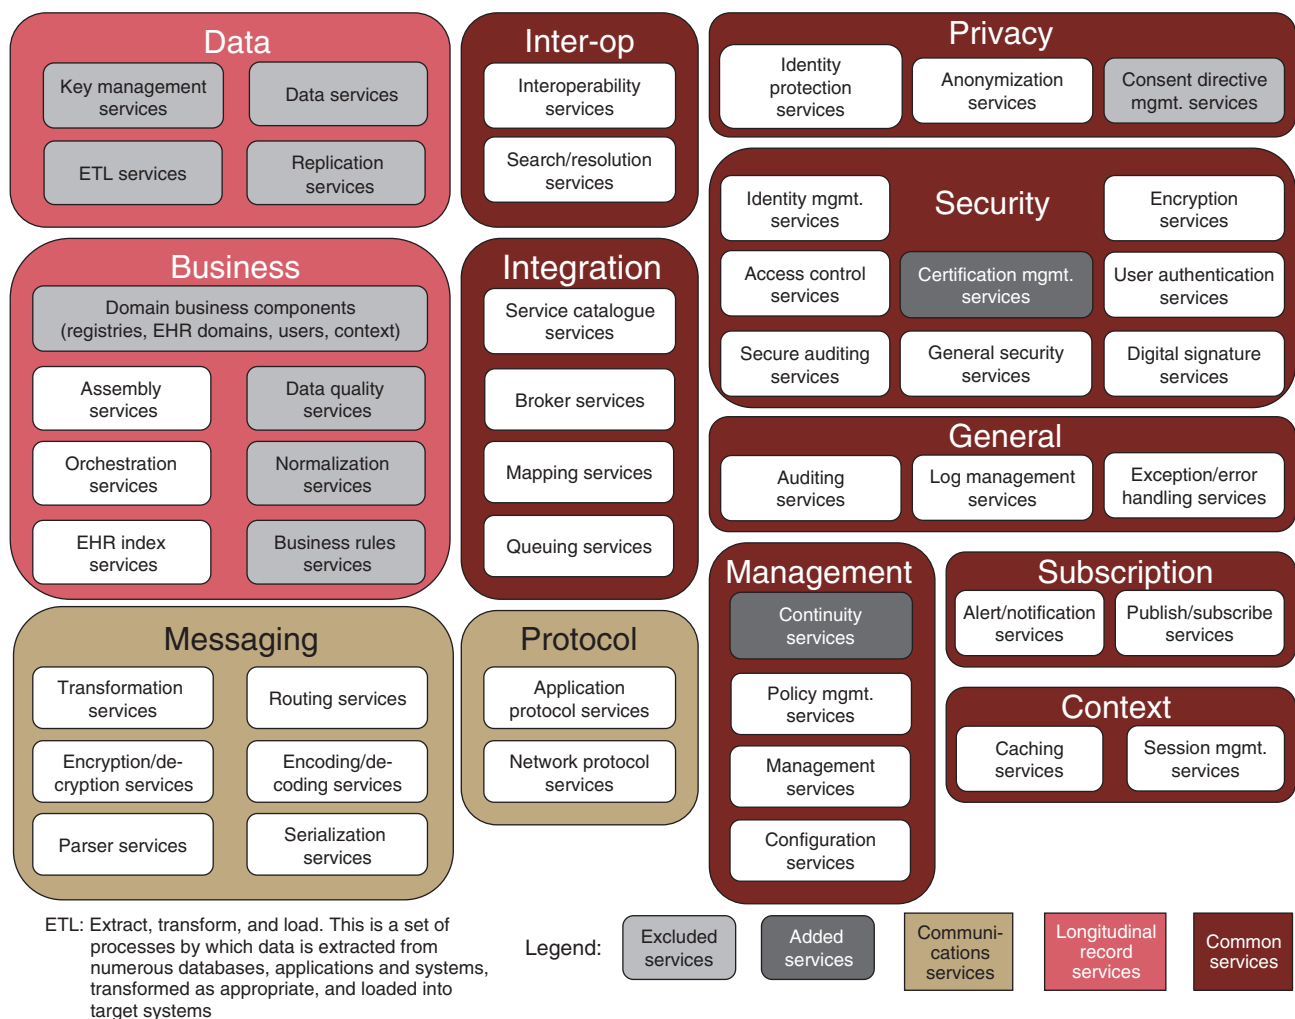 Data
Key management
services
Data services
ETL services
Replication
services
Inter-op
Interoperability
services
Search/resolution
services
Privacy
Identity
protection
services
Anonymization
services
Consent directive
mgmt. services
Security
Identity mgmt.
services
Encryption
services
Access control
services
Certification mgmt.
services
User authentication
services
Secure auditing
services
General security
services
Digital signature
services
Business
Domain business components
(registries, EHR domains, users, context)
Assembly
services
Data quality
services
Orchestration
services
Normalization
services
EHR index
services
Business rules
services
Integration
Service catalogue
services
Broker services
Mapping services
Queuing services
General
Auditing
services
Log management
services
Exception/error
handling services
Management
Continuity
services
Policy mgmt.
services
Management
services
Configuration
services
Subscription
Alert/notification
services
Publish/subscribe
services
Context
Caching
services
Session mgmt.
services
Messaging
Transformation
services
Routing services
Encryption/de-
cryption services
Encoding/de-
coding services
Parser services
Serialization
services
Protocol
Application
protocol services
Network protocol
services
ETL: Extract, transform, and load. This is a set of
processes by which data is extracted from
numerous databases, applications and systems,
transformed as appropriate, and loaded into
target systems
Legend:
Excluded
services
Added
services
Communi-
cations
services
Longitudinal
record
services
Common
services